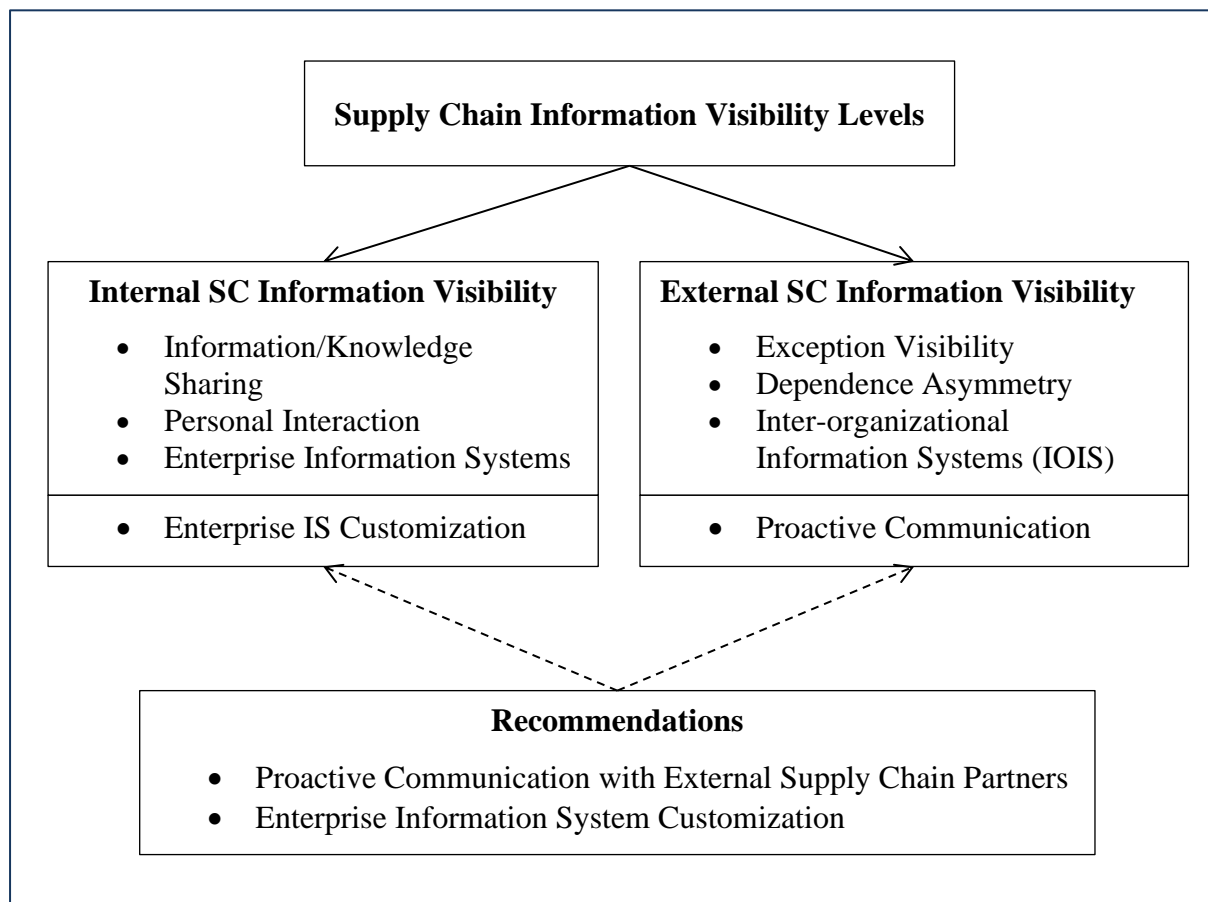 Supply Chain Information Visibility Levels
Internal SC Information Visibility
• Information/Knowledge
Sharing
• Personal Interaction
• Enterprise Information Systems
• Enterprise IS Customization
External SC Information Visibility
• Exception Visibility
• Dependence Asymmetry
• Inter-organizational
Information Systems (IOIS)
• Proactive Communication
Recommendations
• Proactive Communication with External Supply Chain Partners
• Enterprise Information System Customization